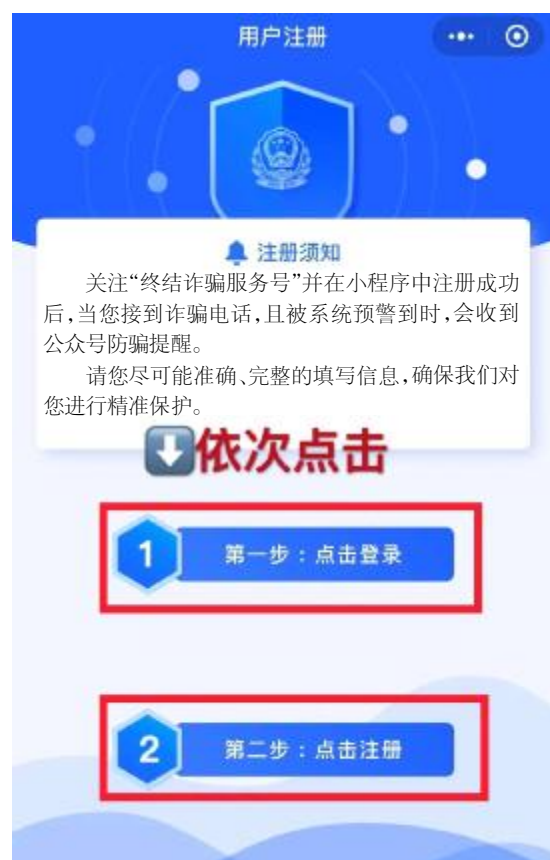 用户注册
注册须知
关注“终结诈骗服务号”并在小程序中注册成功
后,当您接到诈骗电话,且被系统预警到时,会收到
公众号防骗提醒。
请您尽可能准确、完整的填写信息,确保我们对
您进行精准保护。
依次点击
1 第一步：点击登录
2 第二步：点击注册